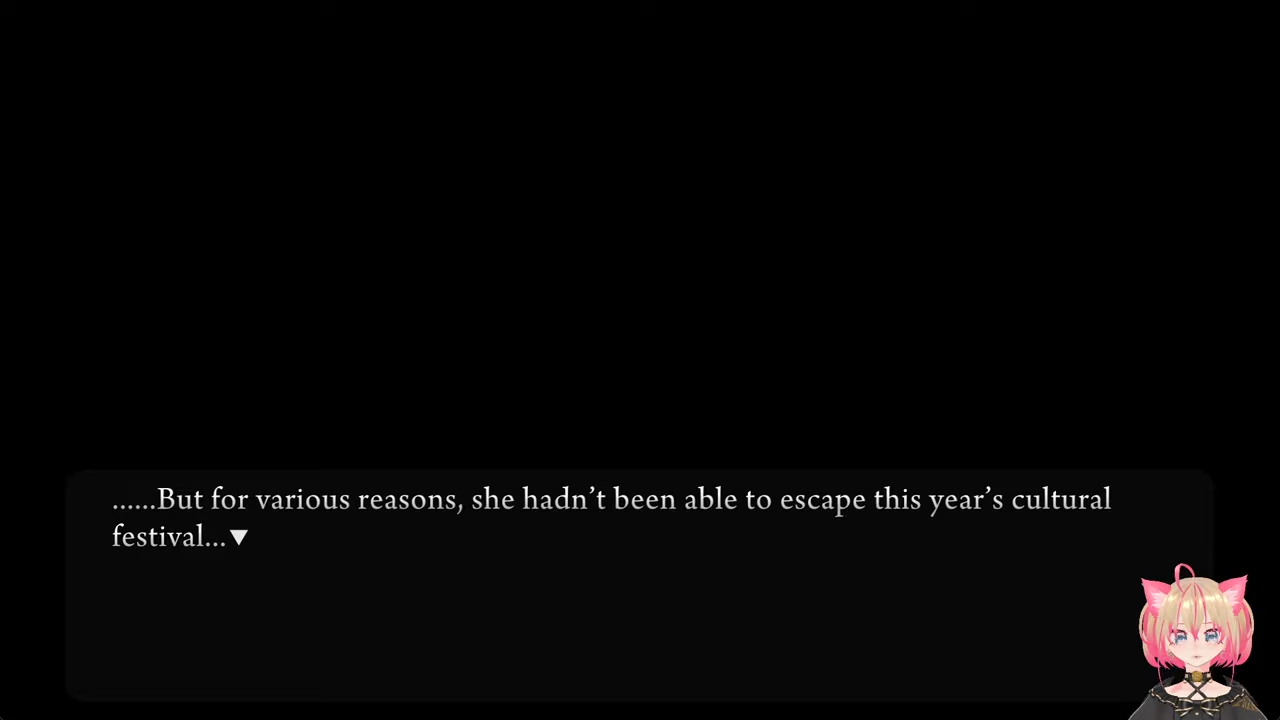 ......But for various reasons, she hadn’t been able to escape this year’s cultural
festival...▼